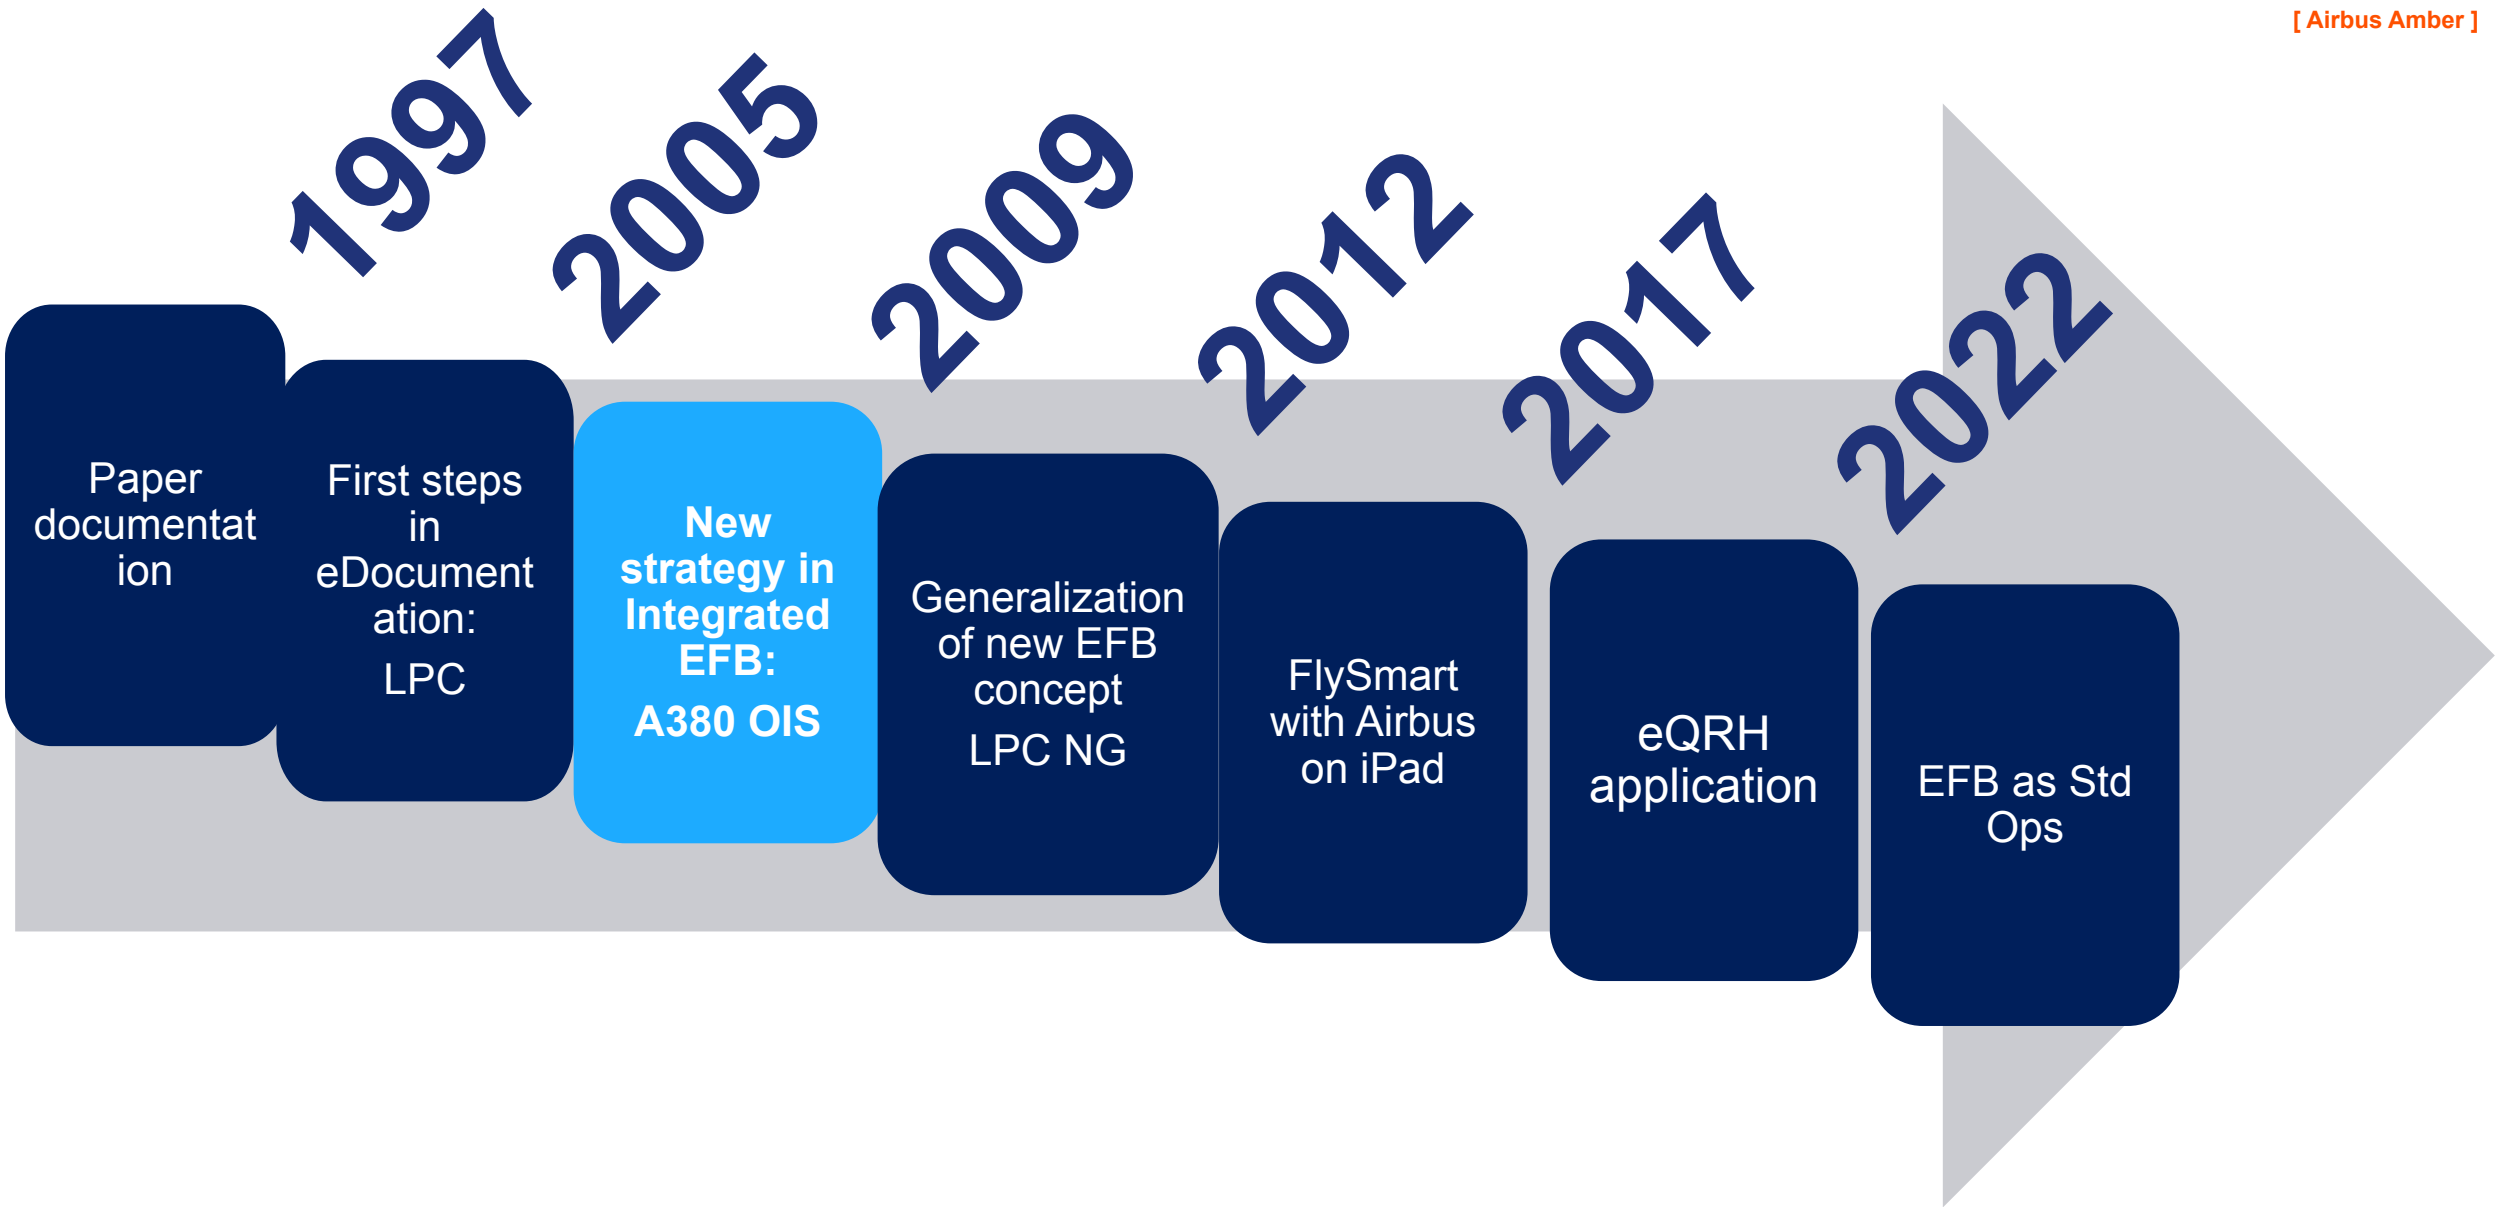 [ Airbus Amber ]
1997
2005
2009
2012
2017
2022
Paper
documentat
ion
First steps
in
eDocument
ation:
LPC
New
strategy in
Integrated
EFB:
A380 OIS
Generalization
of new EFB
concept
LPC NG
FlySmart
with Airbus
on iPad
eQRH
application
EFB as Std
Ops